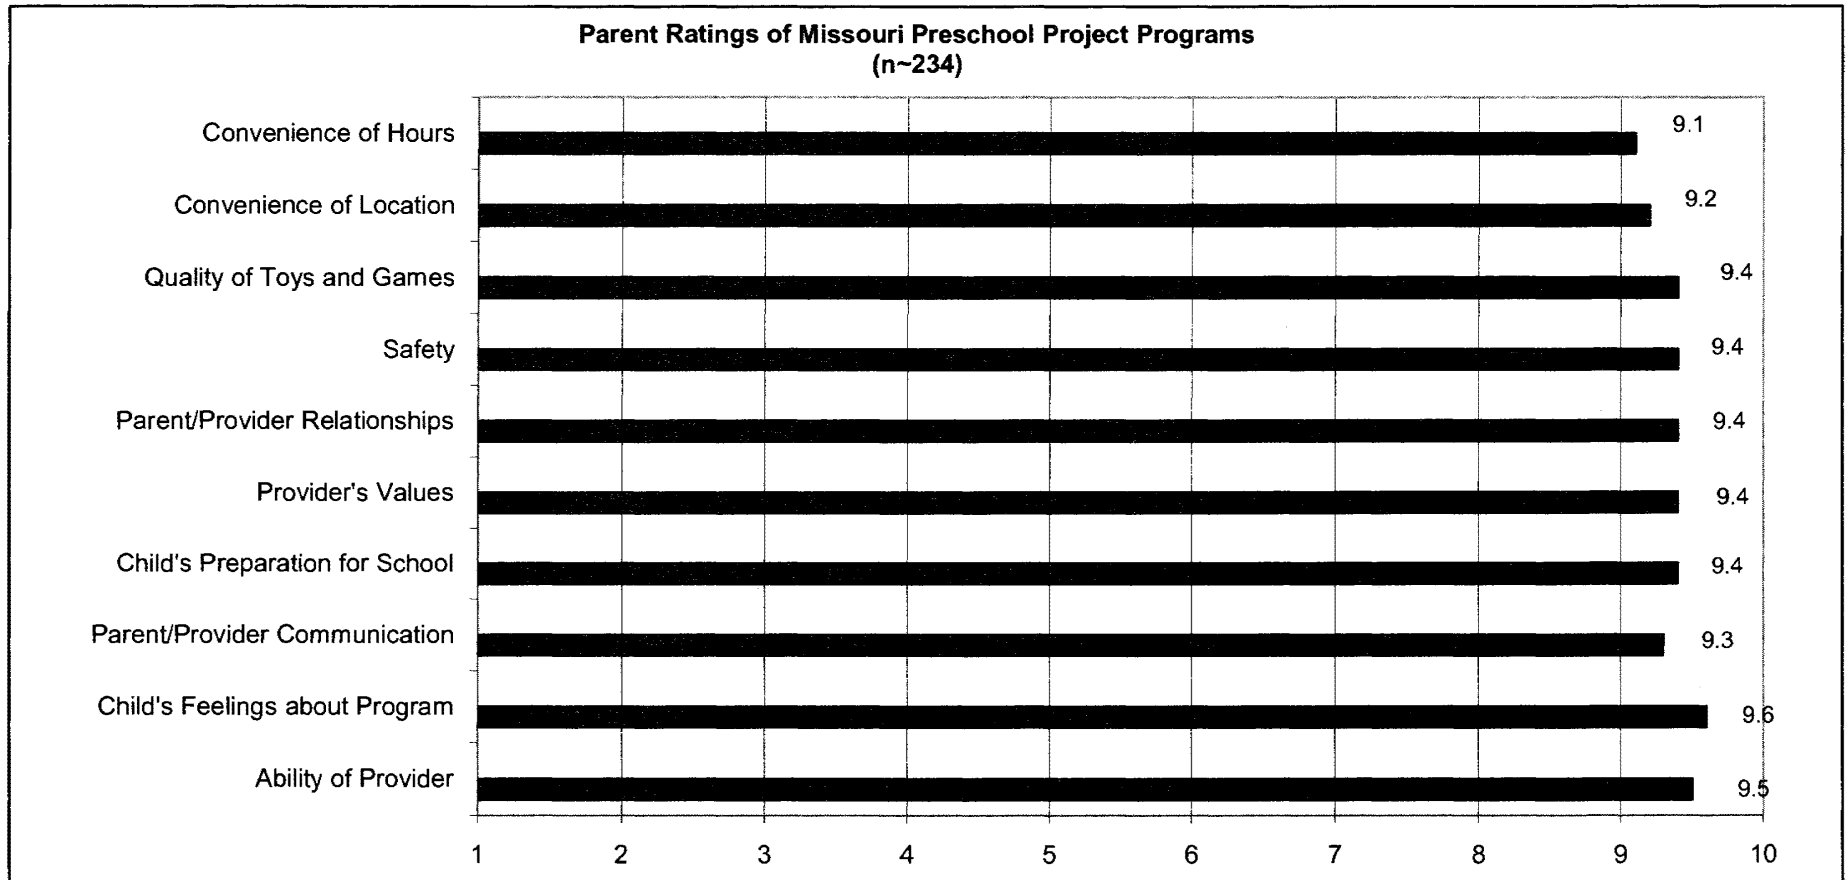 Parent Ratings of Missouri Preschool Project Programs
(n~234)
Convenience of Hours 9.1
Convenience of Location 9.2
Quality of Toys and Games 9.4
Safety 9.4
Parent/Provider Relationships 9.4
Provider's Values 9.4
Child's Preparation for School 9.4
Parent/Provider Communication 9.3
Child's Feelings about Program 9.6
Ability of Provider 9.5
1 2 3 4 5 6 7 8 9 10